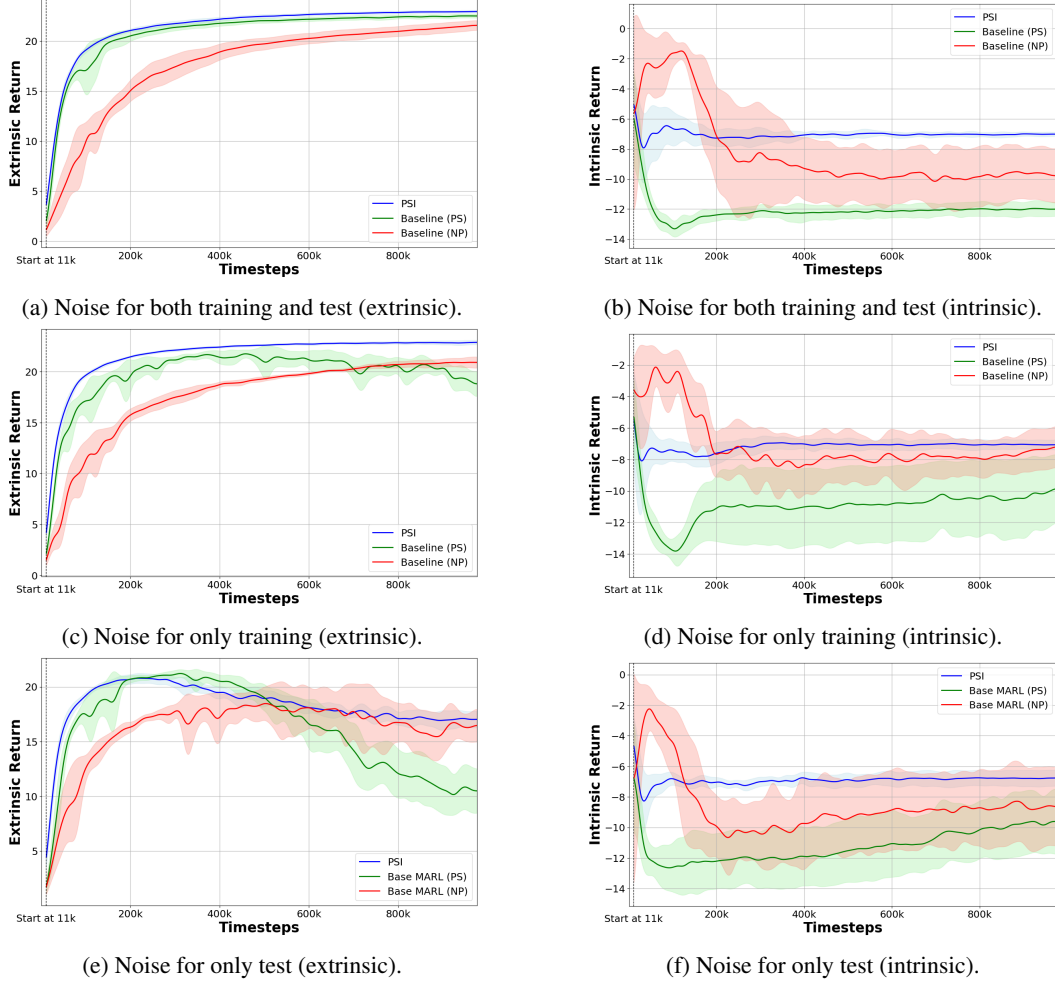 Extrinsic Return
20
15
10
5
0
PSI
Baseline (PS)
Baseline (NP)
Start at 11k
200k
400k
600k
800k
Timesteps
(a) Noise for both training and test (extrinsic).
Intrinsic Return
0
−2
−4
−6
−8
−10
−12
−14
PSI
Baseline (PS)
Baseline (NP)
Start at 11k
200k
400k
600k
800k
Timesteps
(b) Noise for both training and test (intrinsic).
Extrinsic Return
20
15
10
5
0
PSI
Baseline (PS)
Baseline (NP)
Start at 11k
200k
400k
600k
800k
Timesteps
(c) Noise for only training (extrinsic).
Intrinsic Return
−2
−4
−6
−8
−10
−12
−14
PSI
Baseline (PS)
Baseline (NP)
Start at 11k
200k
400k
600k
800k
Timesteps
(d) Noise for only training (intrinsic).
Extrinsic Return
20
15
10
5
PSI
Base MARL (PS)
Base MARL (NP)
Start at 11k
200k
400k
600k
800k
Timesteps
(e) Noise for only test (extrinsic).
Intrinsic Return
0
−2
−4
−6
−8
−10
−12
−14
PSI
Base MARL (PS)
Base MARL (NP)
Start at 11k
200k
400k
600k
800k
Timesteps
(f) Noise for only test (intrinsic).